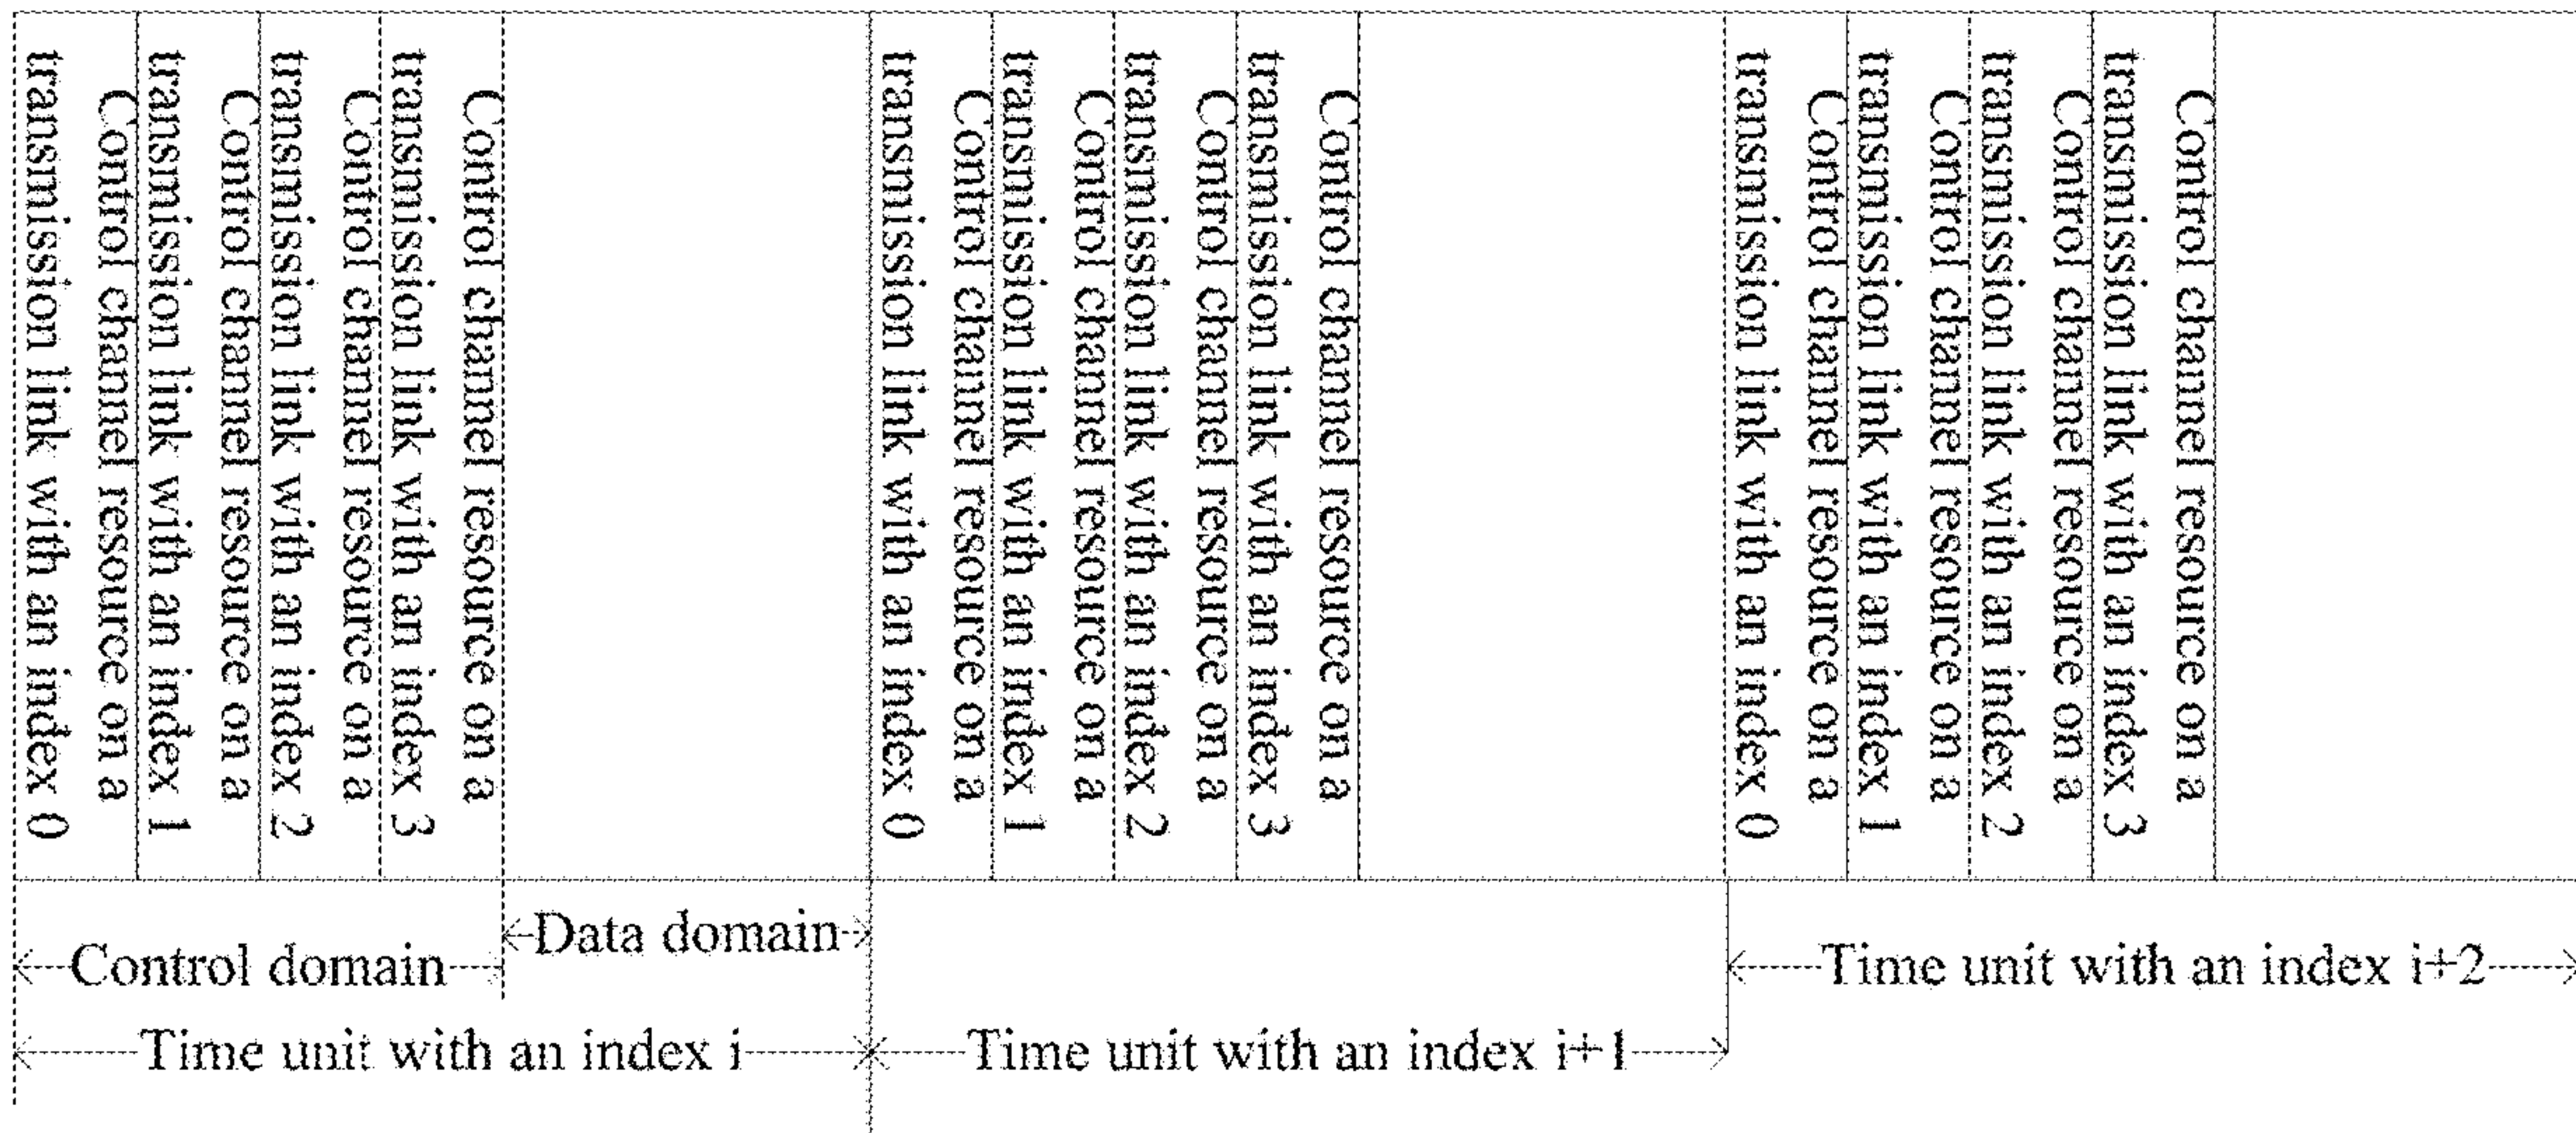 Control channel resource on a
transmission link with an index 0
Control channel resource on a
transmission link with an index 1
Control channel resource on a
transmission link with an index 2
Control channel resource on a
transmission link with an index 3
Control channel resource on a
transmission link with an index 0
Control channel resource on a
transmission link with an index 1
Control channel resource on a
transmission link with an index 2
Control channel resource on a
transmission link with an index 3
Control channel resource on a
transmission link with an index 0
Control channel resource on a
transmission link with an index 1
Control channel resource on a
transmission link with an index 2
Control channel resource on a
transmission link with an index 3
Data domain
Control domain
Time unit with an index i+2
Time unit with an index i
Time unit with an index i+1